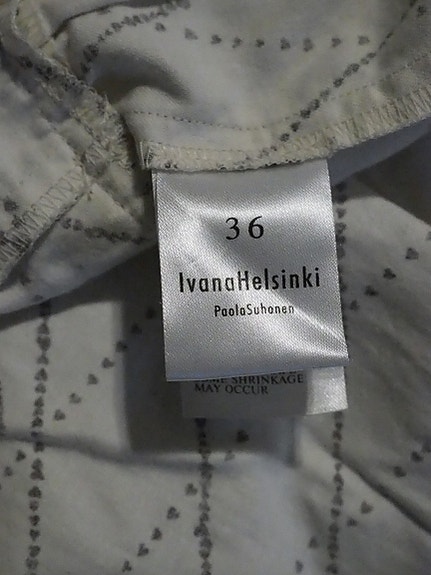 36
IvanaHelsinki
PaolaSuhonen
SHRINKAGE
MAY OCCUR